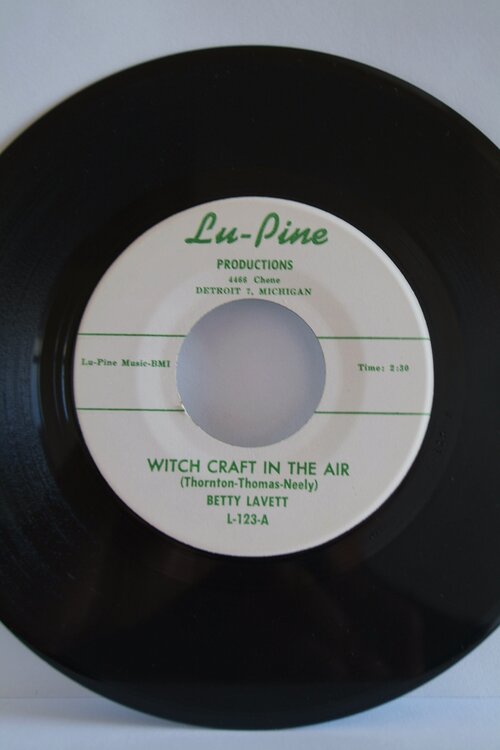 Lu-Pine
PRODUCTIONS
4466 Chene
DETROIT 7, MICHIGAN
Lu-Pine Music-BMI
Time: 2:30
WITCH CRAFT IN THE AIR
(Thornton-Thomas-Neely)
BETTY LAVETT
L-123-A